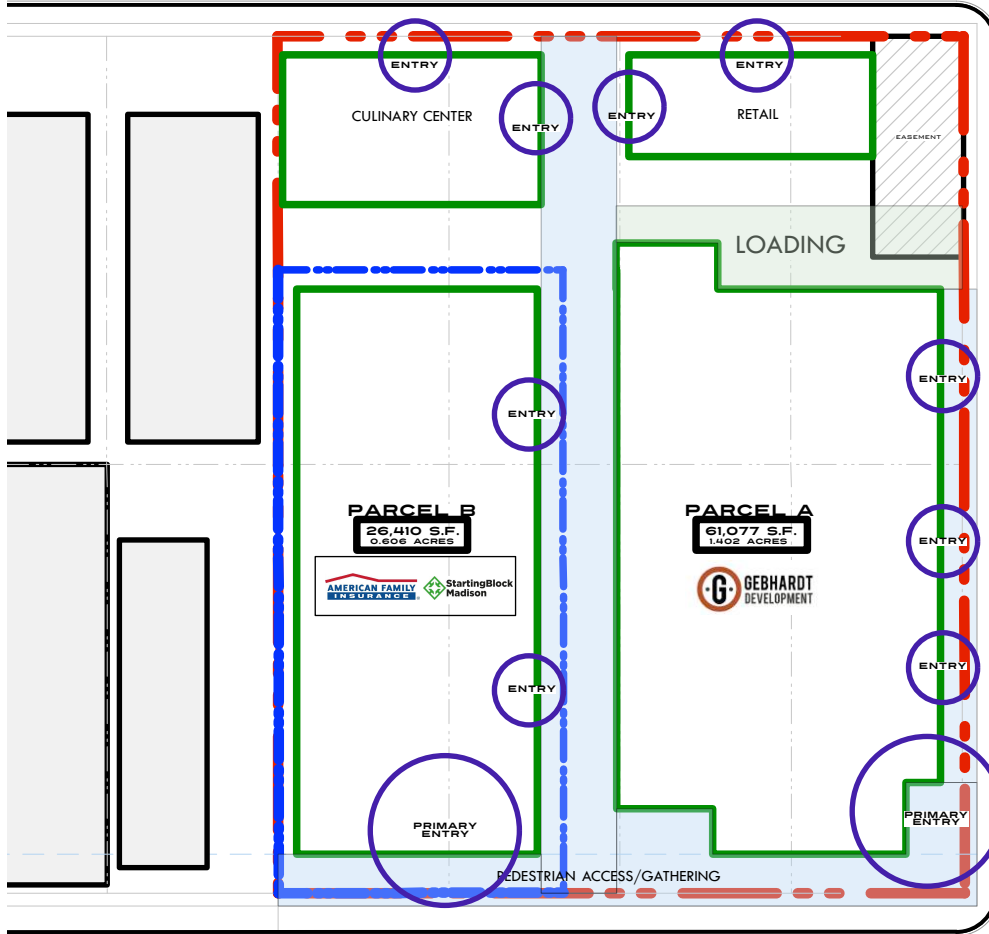 ENTRY
ENTRY
CULINARY CENTER
RETAIL
ENTRY
ENTRY
EASEMENT
LOADING
ENTRY
ENTRY
PARCEL B
26,410 S.F.
0.606 ACRES
PARCEL A
61,077 S.F.
1.402 ACRES
ENTRY
AMERICAN FAMILY
INSURANCE
StartingBlock
Madison
G
GEBHARDT
DEVELOPMENT
ENTRY
ENTRY
PRIMARY
ENTRY
PRIMARY
ENTRY
PEDESTRIAN ACCESS/GATHERING